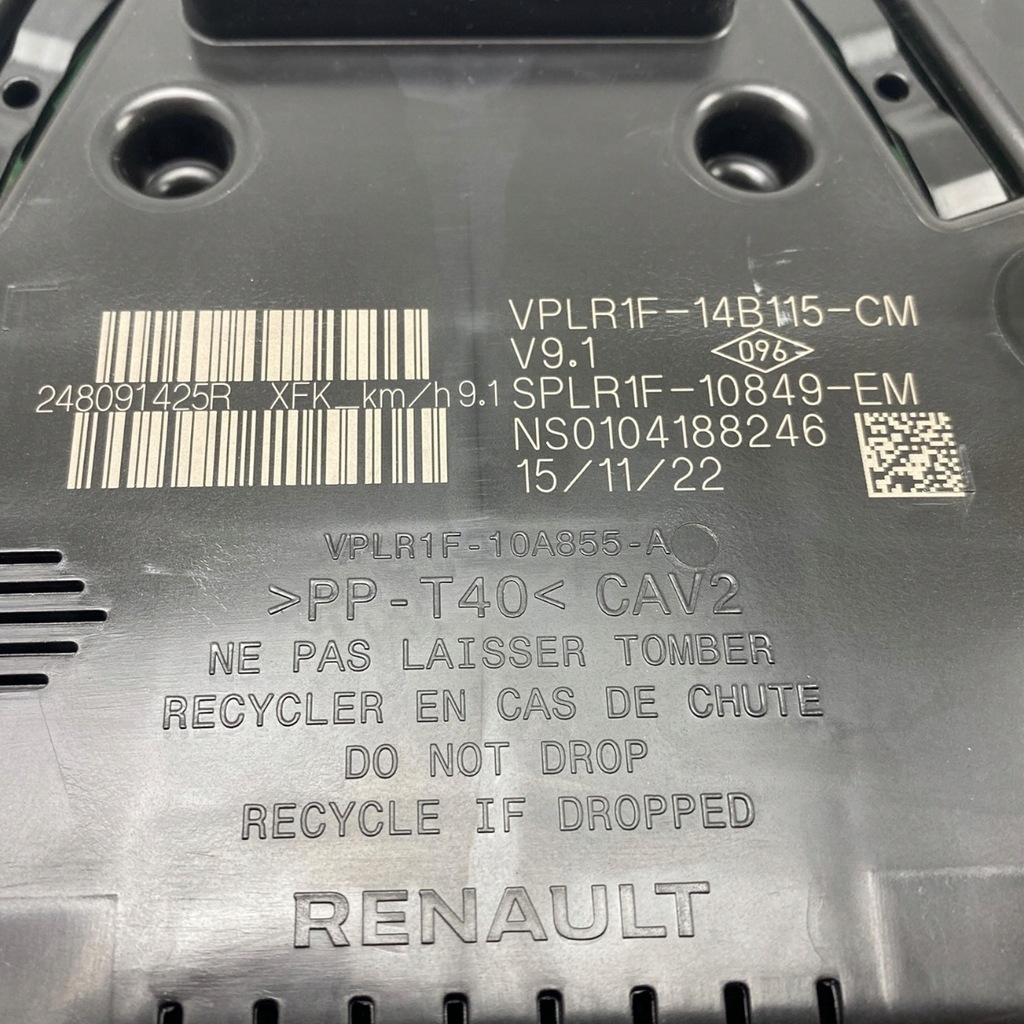 VPLR1F-14B115-CM
V9.1 096
248091425R XFK_km/h 9.1 SPLR1F-10849-EM
NS0104188246
15/11/22
VPLR1F-10A855-A
>PP-T40< CAV2
NE PAS LAISSER TOMBER
RECYCLER EN CAS DE CHUTE
DO NOT DROP
RECYCLE IF DROPPED
RENAULT